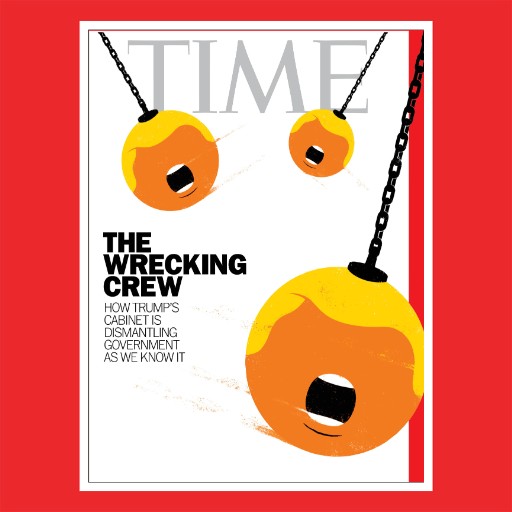 TIME
THE
WRECKING
CREW
HOW TRUMP'S
CABINET IS
DISMANTLING
GOVERNMENT
AS WE KNOW IT